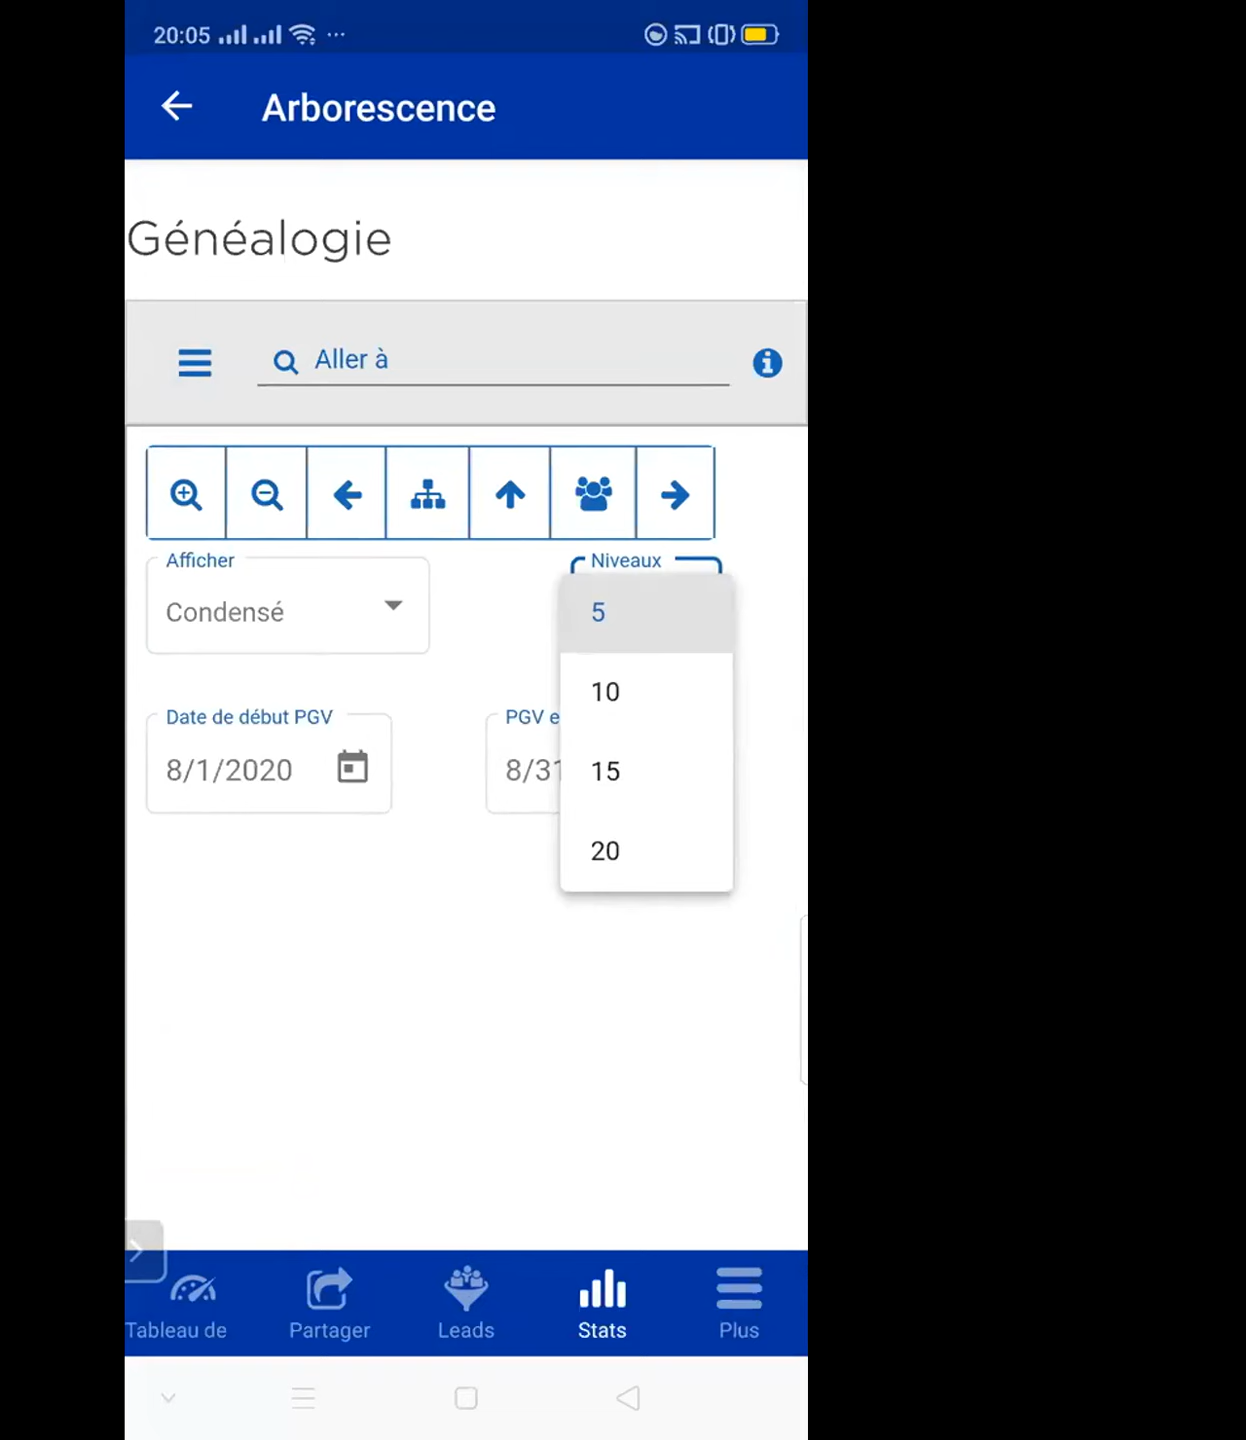 20:05
Arborescence
Généalogie
Aller à
Afficher
Condensé
Niveaux
5
10
15
20
Date de début PGV
8/1/2020
PGV e
8/31
Tableau de
Partager
Leads
Stats
Plus